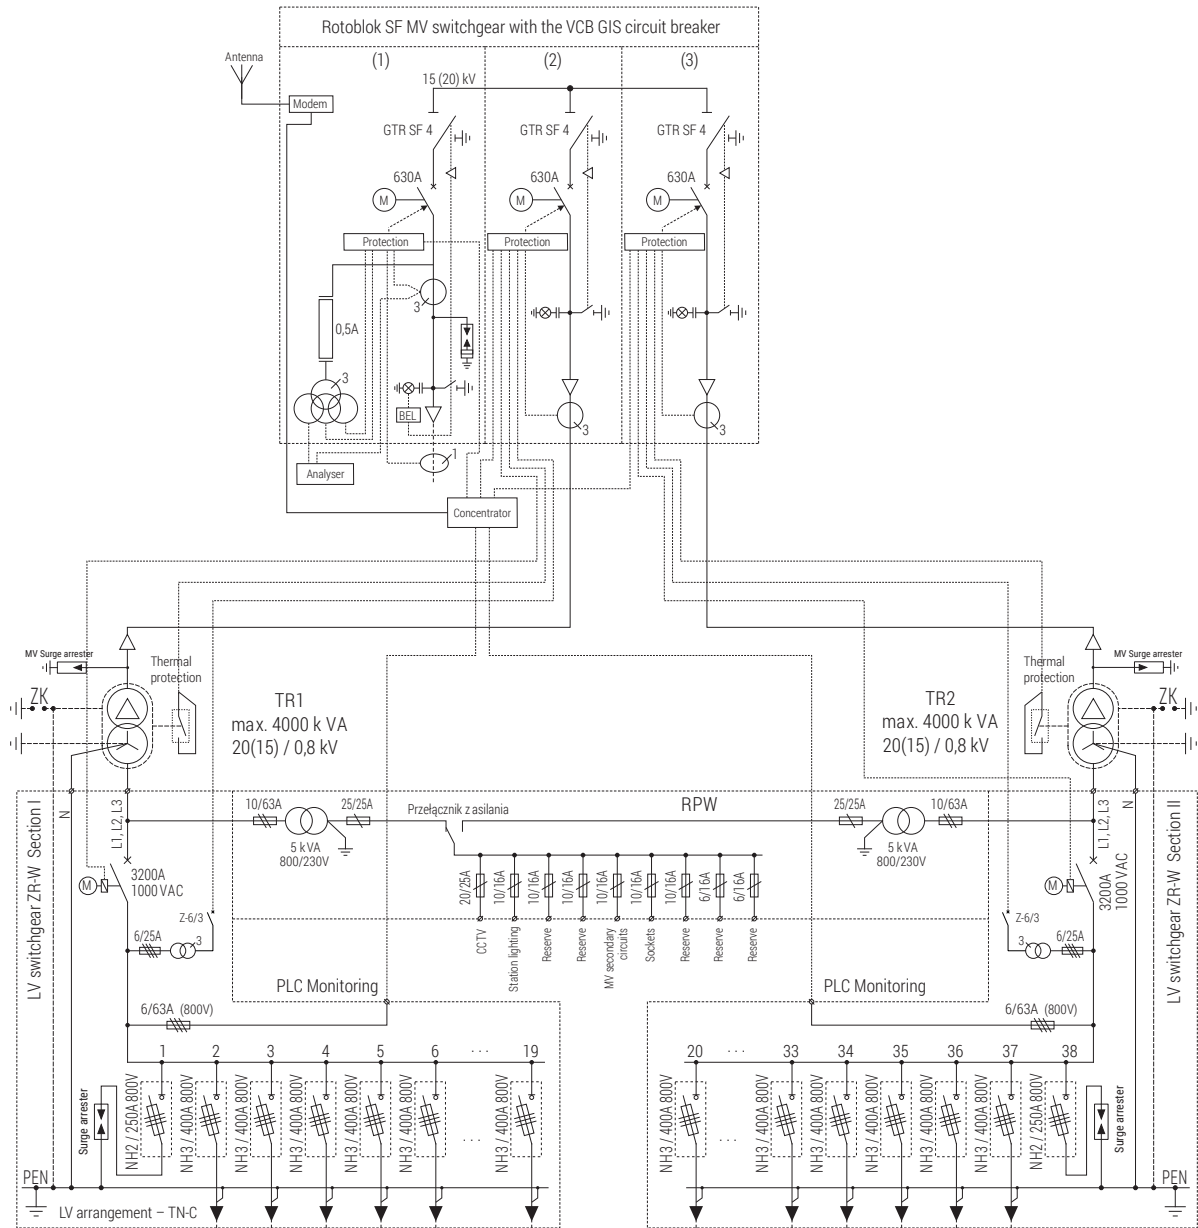 Rotoblok SF MV switchgear with the VCB GIS circuit breaker
(1)
(2)
(3)
Antenna
Modem
15 (20) kV
GTR SF 4
GTR SF 4
GTR SF 4
630A
630A
630A
M
M
M
Protection
Protection
Protection
3
0,5A
3
BEL
3
3
1
Analyser
Concentrator
MV Surge arrester
Thermal
protection
ZK
TR1
max. 4000 k VA
20(15) / 0,8 kV
TR2
max. 4000 k VA
20(15) / 0,8 kV
Thermal
protection
MV Surge arrester
ZK
LV switchgear ZR-W Section I
N
L1, L2, L3
10/63A
25/25A
5 kVA
800/230V
Przełącznik z asilania
RPW
25/25A
10/63A
5 kVA
800/230V
L1, L2, L3
N
LV switchgear ZR-W Section II
M
3200A
1000 VAC
M
3200A
1000 VAC
20/25A
10/16A
10/16A
10/16A
10/16A
10/16A
10/16A
6/16A
6/16A
Z-6/3
6/25A
3
Z-6/3
3
6/25A
CCTV
Station lighting
Reserve
Reserve
MV secondary
circuits
Sockets
Reserve
Reserve
Reserve
PLC Monitoring
PLC Monitoring
6/63A (800V)
6/63A (800V)
1
2
3
4
5
6
...
19
20
...
33
34
35
36
37
38
Surge arrester
NH2 / 250A 800V
NH3 / 400A 800V
NH3 / 400A 800V
NH3 / 400A 800V
NH3 / 400A 800V
NH3 / 400A 800V
...
NH3 / 400A 800V
NH3 / 400A 800V
...
NH3 / 400A 800V
NH3 / 400A 800V
NH3 / 400A 800V
NH3 / 400A 800V
NH3 / 400A 800V
NH2 / 250A 800V
Surge arrester
PEN
PEN
LV arrangement – TN-C